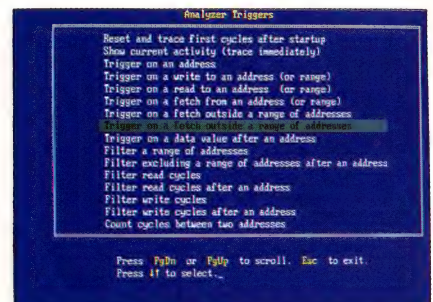 Analyzer Triggers
Reset and trace first cycles after startup
Show current activity (trace immediately)
Trigger on an address
Trigger on a write to an address (or range)
Trigger on a read to an address (or range)
Trigger on a fetch from an address (or range)
Trigger on a fetch outside a range of addresses
Trigger on a fetch outside a range of addresses
Trigger on a data value after an address
Filter a range of addresses
Filter excluding a range of addresses after an address
Filter read cycles
Filter read cycles after an address
Filter write cycles
Filter write cycles after an address
Count cycles between two addresses
Press PgDn or PgUp to scroll. Esc to exit.
Press ↓↑ to select._